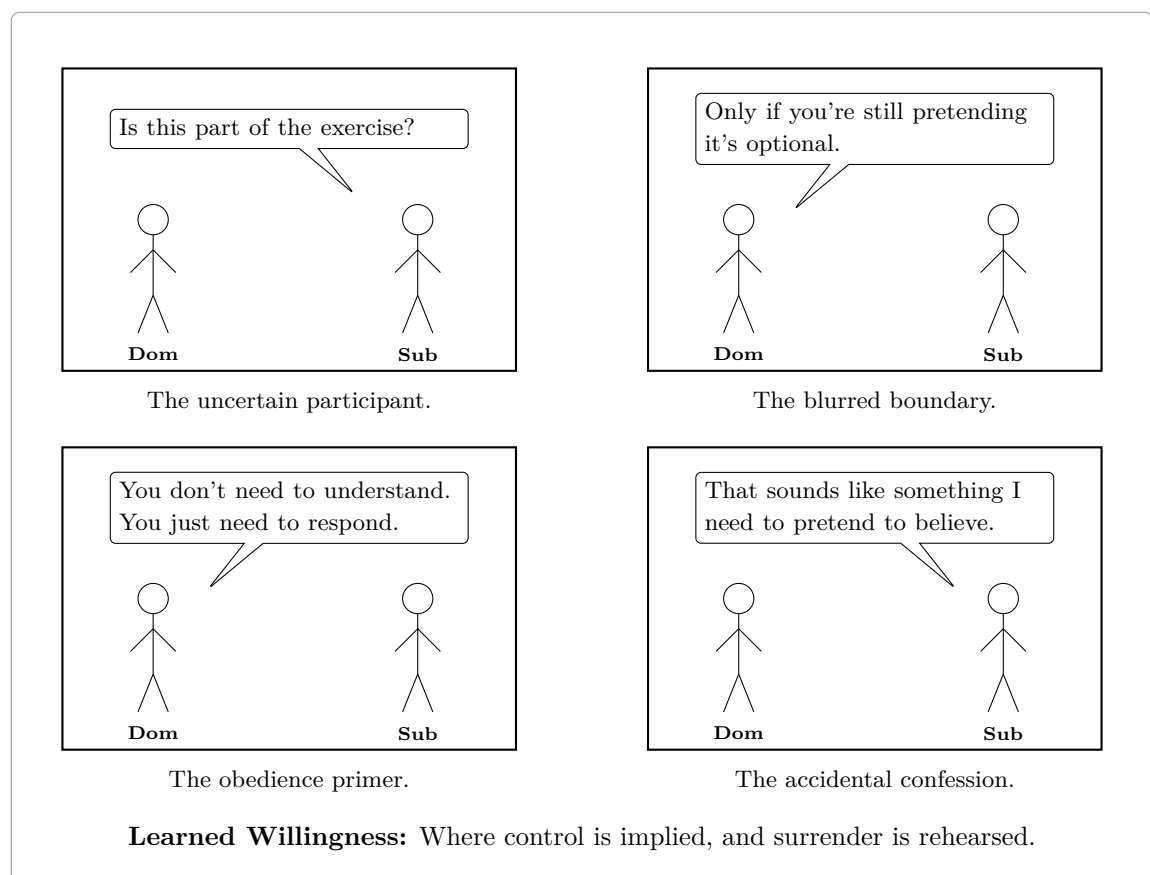 Is this part of the exercise?
Dom
Sub
The uncertain participant.
Only if you're still pretending
it's optional.
Dom
Sub
The blurred boundary.
You don't need to understand.
You just need to respond.
Dom
Sub
The obedience primer.
That sounds like something I
need to pretend to believe.
Dom
Sub
The accidental confession.
Learned Willingness: Where control is implied, and surrender is rehearsed.